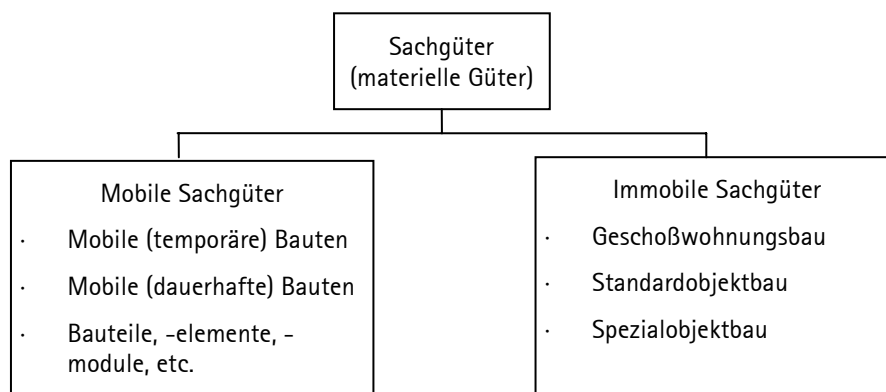 Sachgüter
(materielle Güter)
Mobile Sachgüter
· Mobile (temporäre) Bauten
· Mobile (dauerhafte) Bauten
· Bauteile, -elemente, -
module, etc.
Immobile Sachgüter
· Geschoßwohnungsbau
· Standardobjektbau
· Spezialobjektbau